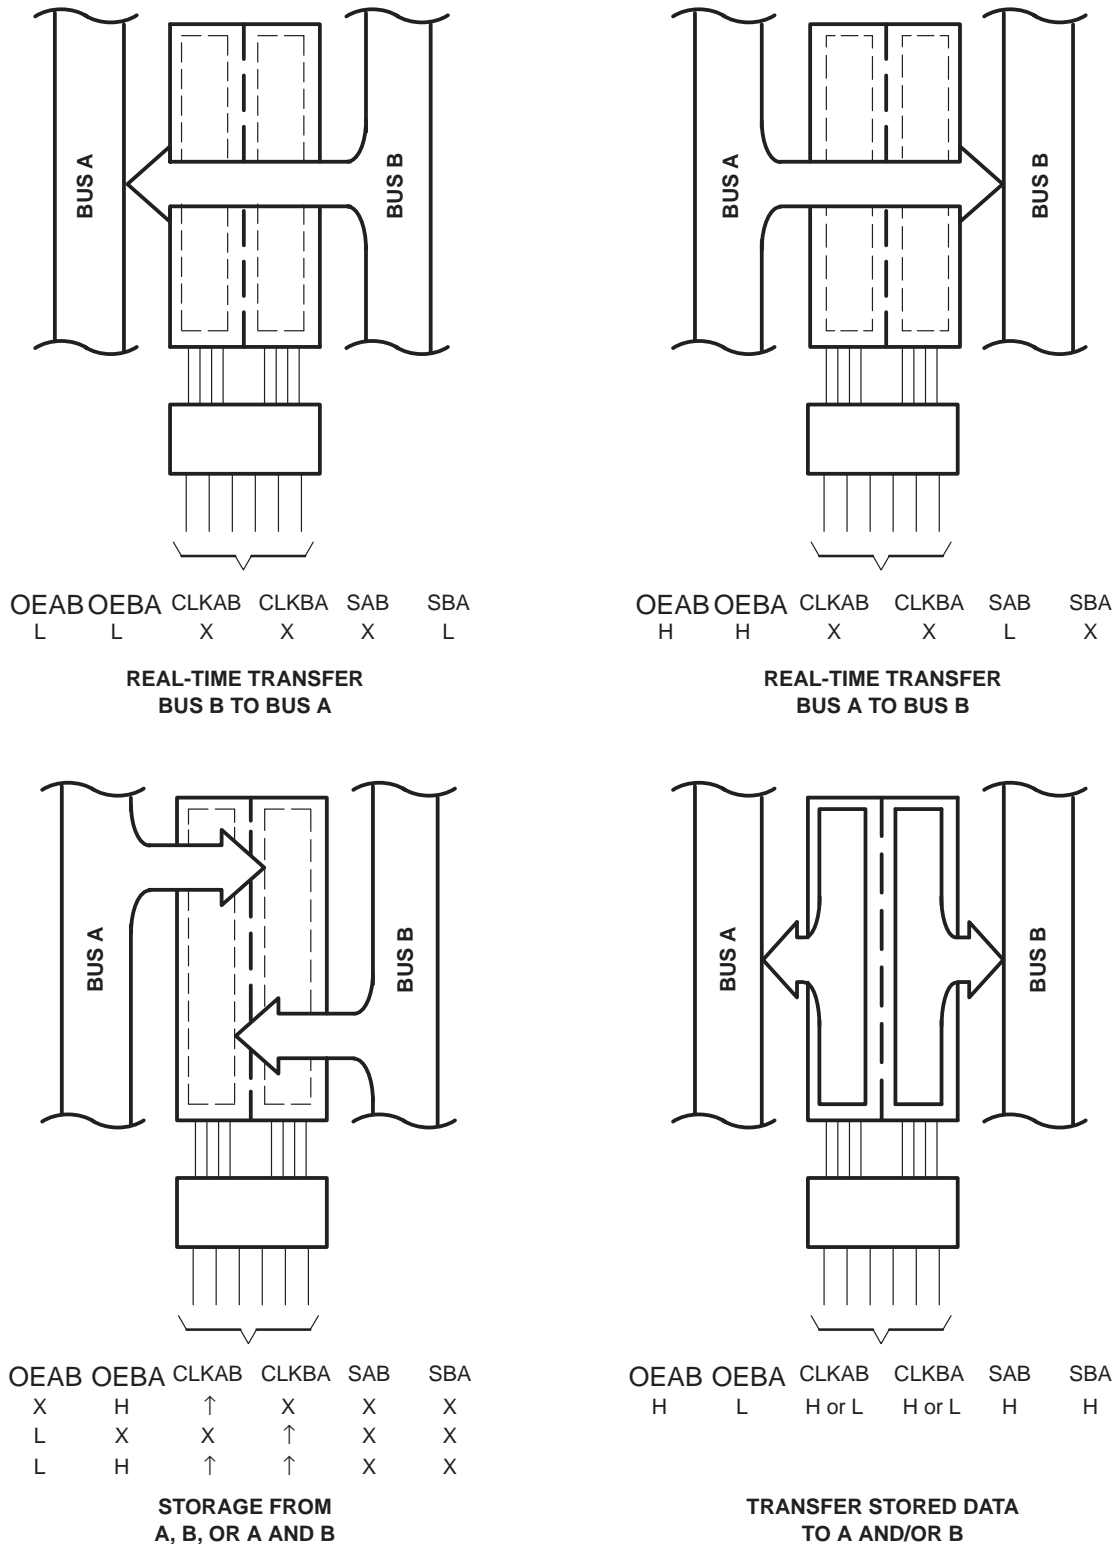 BUS A
BUS B
OEAB OEBA CLKAB CLKBA SAB SBA
L L X X X L
REAL-TIME TRANSFER
BUS B TO BUS A
BUS A
BUS B
OEAB OEBA CLKAB CLKBA SAB SBA
H H X X L X
REAL-TIME TRANSFER
BUS A TO BUS B
BUS A
BUS B
OEAB OEBA CLKAB CLKBA SAB SBA
X H ↑ X X X
L X X ↑ X X
L H ↑ ↑ X X
STORAGE FROM
A, B, OR A AND B
BUS A
BUS B
OEAB OEBA CLKAB CLKBA SAB SBA
H L H or L H or L H H
TRANSFER STORED DATA
TO A AND/OR B